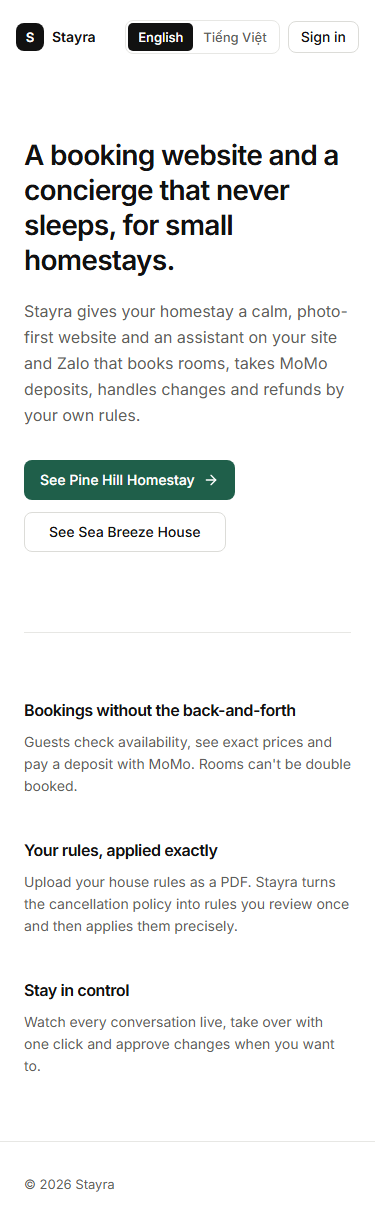 S Stayra English Tiếng Việt Sign in
A booking website and a
concierge that never
sleeps, for small
homestays.
Stayra gives your homestay a calm, photo-
first website and an assistant on your site
and Zalo that books rooms, takes MoMo
deposits, handles changes and refunds by
your own rules.
See Pine Hill Homestay →
See Sea Breeze House
Bookings without the back-and-forth
Guests check availability, see exact prices and
pay a deposit with MoMo. Rooms can't be double
booked.
Your rules, applied exactly
Upload your house rules as a PDF. Stayra turns
the cancellation policy into rules you review once
and then applies them precisely.
Stay in control
Watch every conversation live, take over with
one click and approve changes when you want
to.
© 2026 Stayra